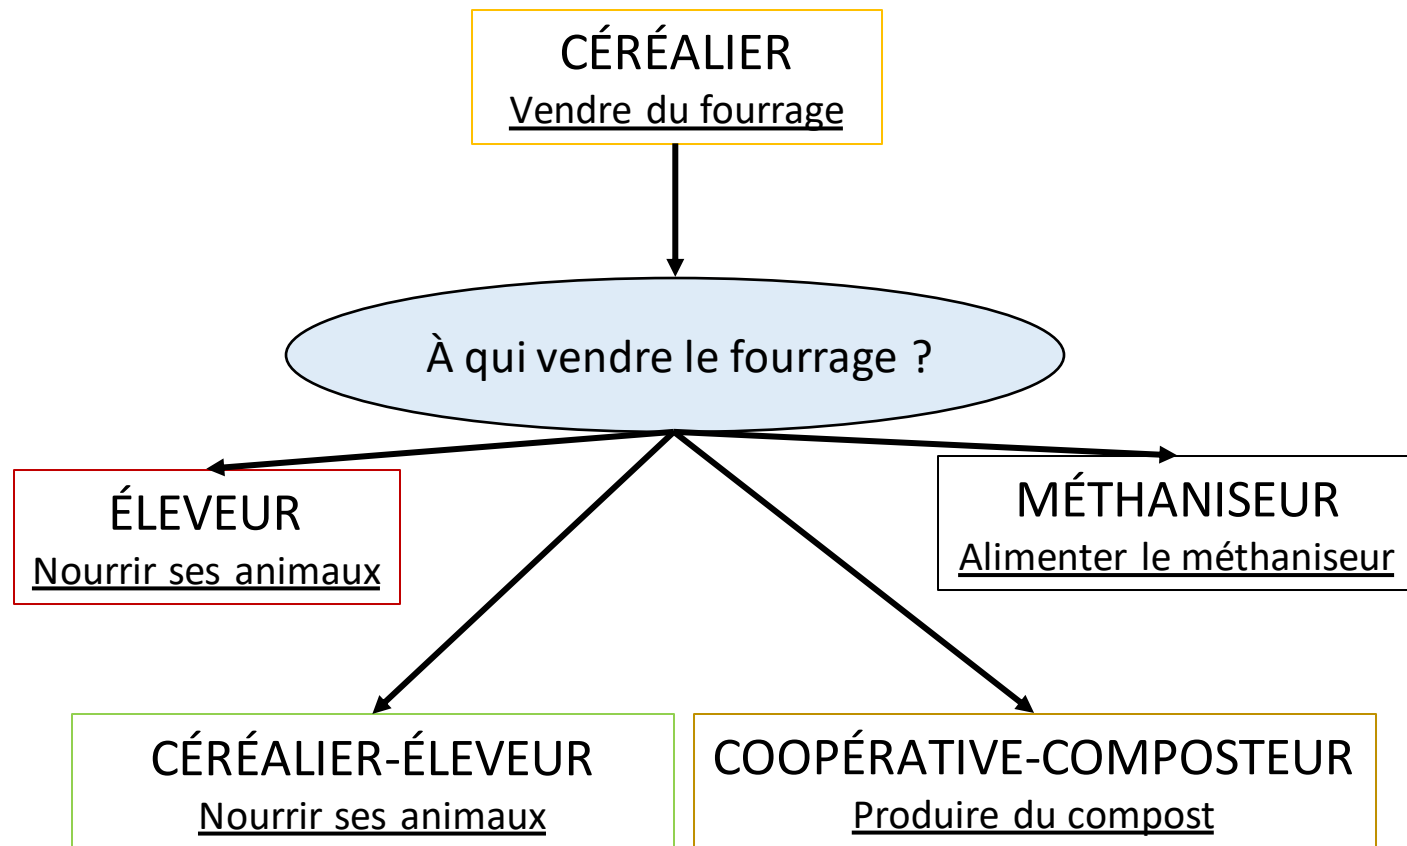 CÉRÉALIER
Vendre du fourrage
À qui vendre le fourrage ?
ÉLEVEUR
Nourrir ses animaux
MÉTHANISEUR
Alimenter le méthaniseur
CÉRÉALIER-ÉLEVEUR
Nourrir ses animaux
COOPÉRATIVE-COMPOSTEUR
Produire du compost